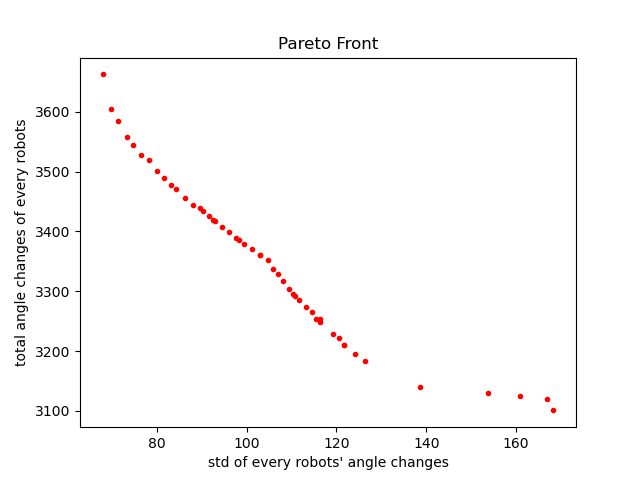 Pareto Front
total angle changes of every robots
3600
3500
3400
3300
3200
3100
80 100 120 140 160
std of every robots' angle changes